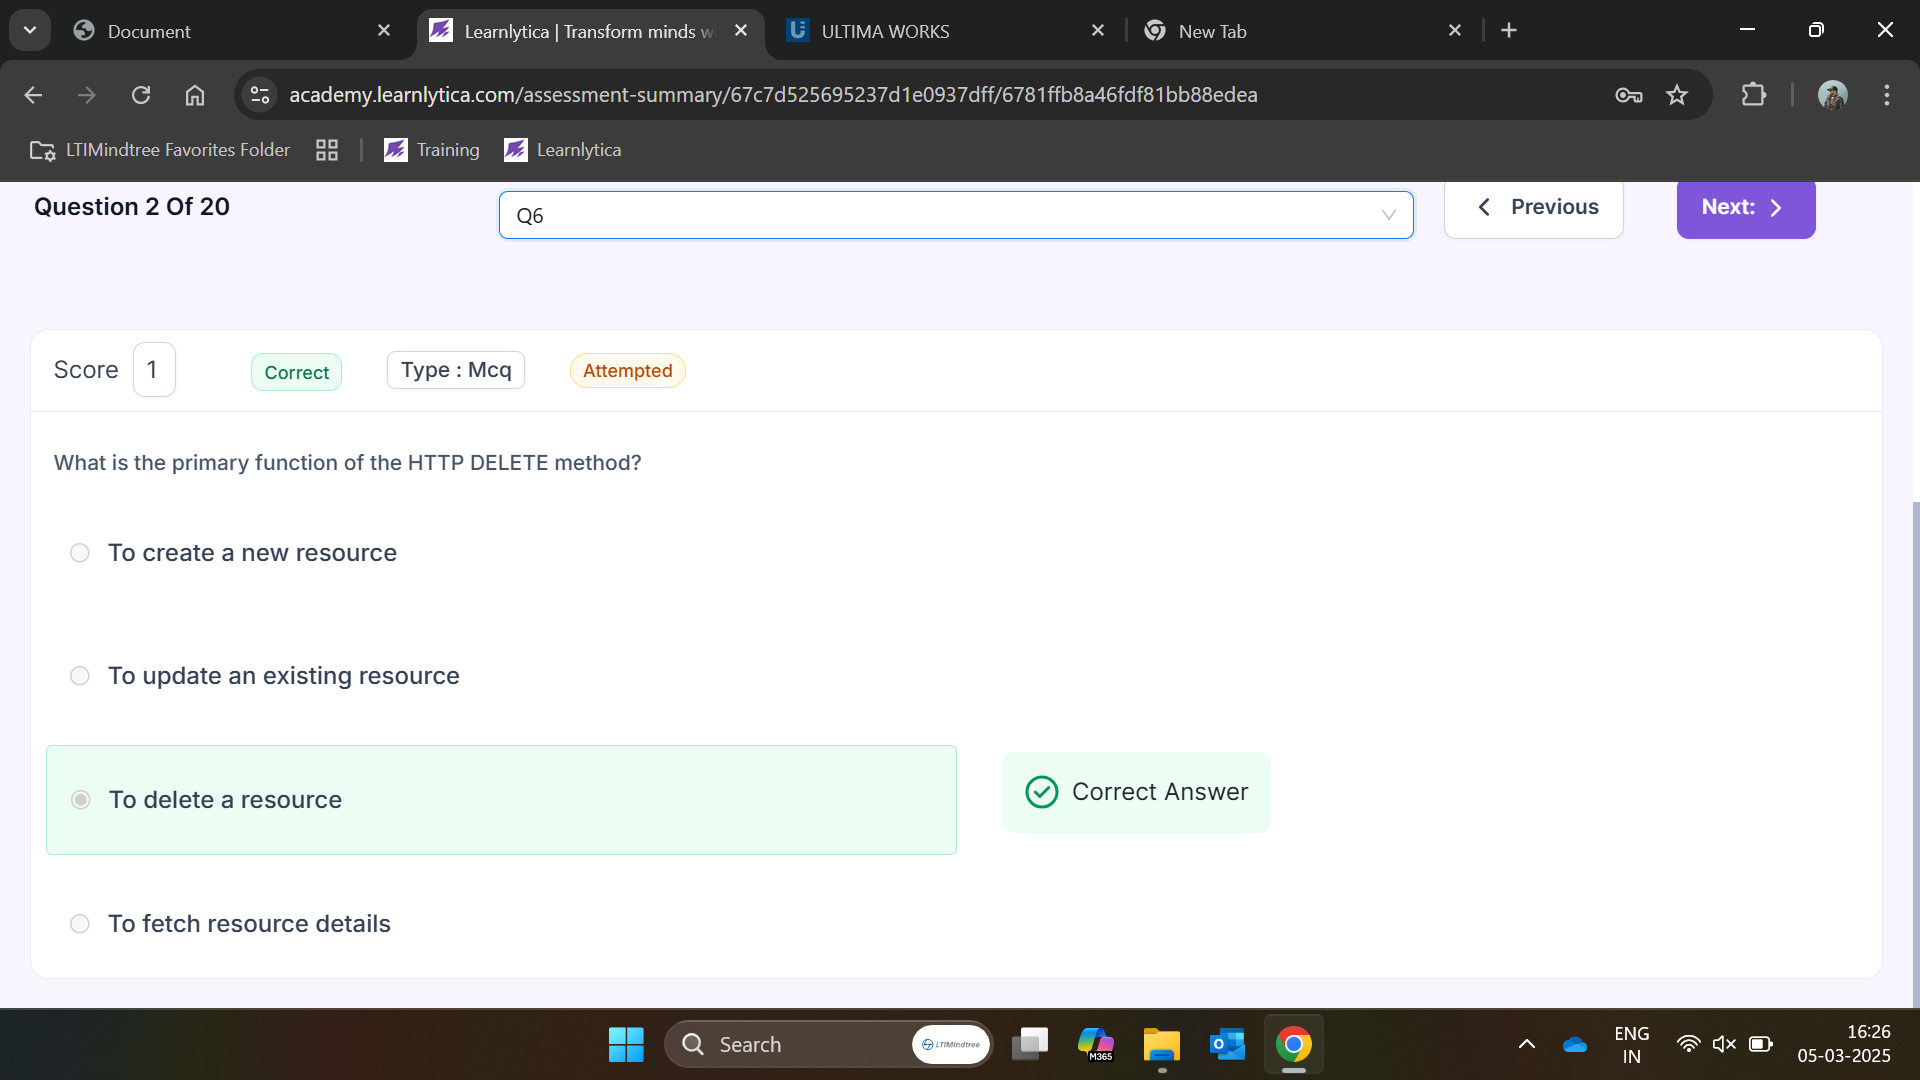 Document
Learnlytica | Transform minds w
ULTIMA WORKS
New Tab
academy.learnlytica.com/assessment-summary/67c7d525695237d1e0937dff/6781ffb8a46fdf81bb88edea
LTIMindtree Favorites Folder
Training
Learnlytica
Question 2 Of 20
Q6
Previous
Next:
Score 1
Correct
Type : Mcq
Attempted
What is the primary function of the HTTP DELETE method?
To create a new resource
To update an existing resource
To delete a resource
Correct Answer
To fetch resource details
Search
LTIMindtree
M365
ENG
IN
16:26
05-03-2025